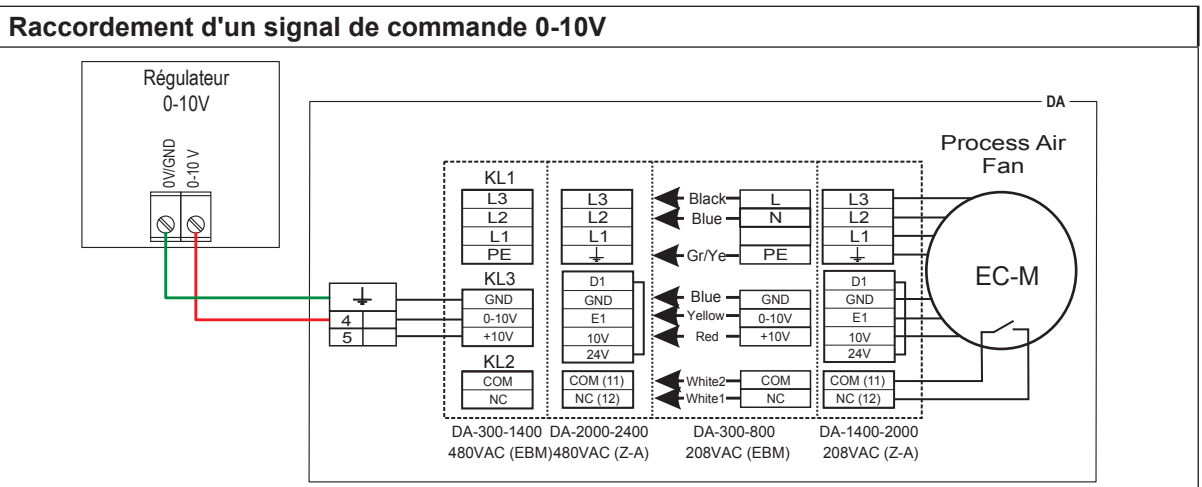 Raccordement d'un signal de commande 0-10V
Régulateur
0-10V
0V/GND
0-10 V
DA
Process Air
Fan
EC-M
4
5
KL1
L3
L2
L1
PE
KL3
GND
0-10V
+10V
KL2
COM
NC
DA-300-1400
480VAC (EBM)
L3
L2
L1
D1
GND
E1
10V
24V
COM (11)
NC (12)
DA-2000-2400
480VAC (Z-A)
Black L
Blue N
Gr/Ye PE
Blue GND
Yellow 0-10V
Red +10V
White2 COM
White1 NC
DA-300-800
208VAC (EBM)
L3
L2
L1
D1
GND
E1
10V
24V
COM (11)
NC (12)
DA-1400-2000
208VAC (Z-A)